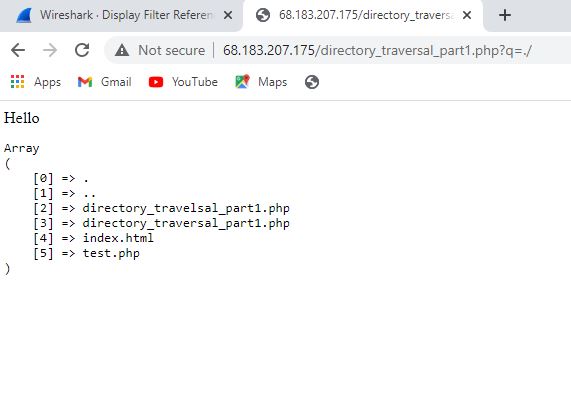 Wireshark · Display Filter Referen
68.183.207.175/directory_traversa
Not secure | 68.183.207.175/directory_traversal_part1.php?q=./
Apps Gmail YouTube Maps
Hello
Array
(
[0] => .
[1] => ..
[2] => directory_travelsal_part1.php
[3] => directory_traversal_part1.php
[4] => index.html
[5] => test.php
)